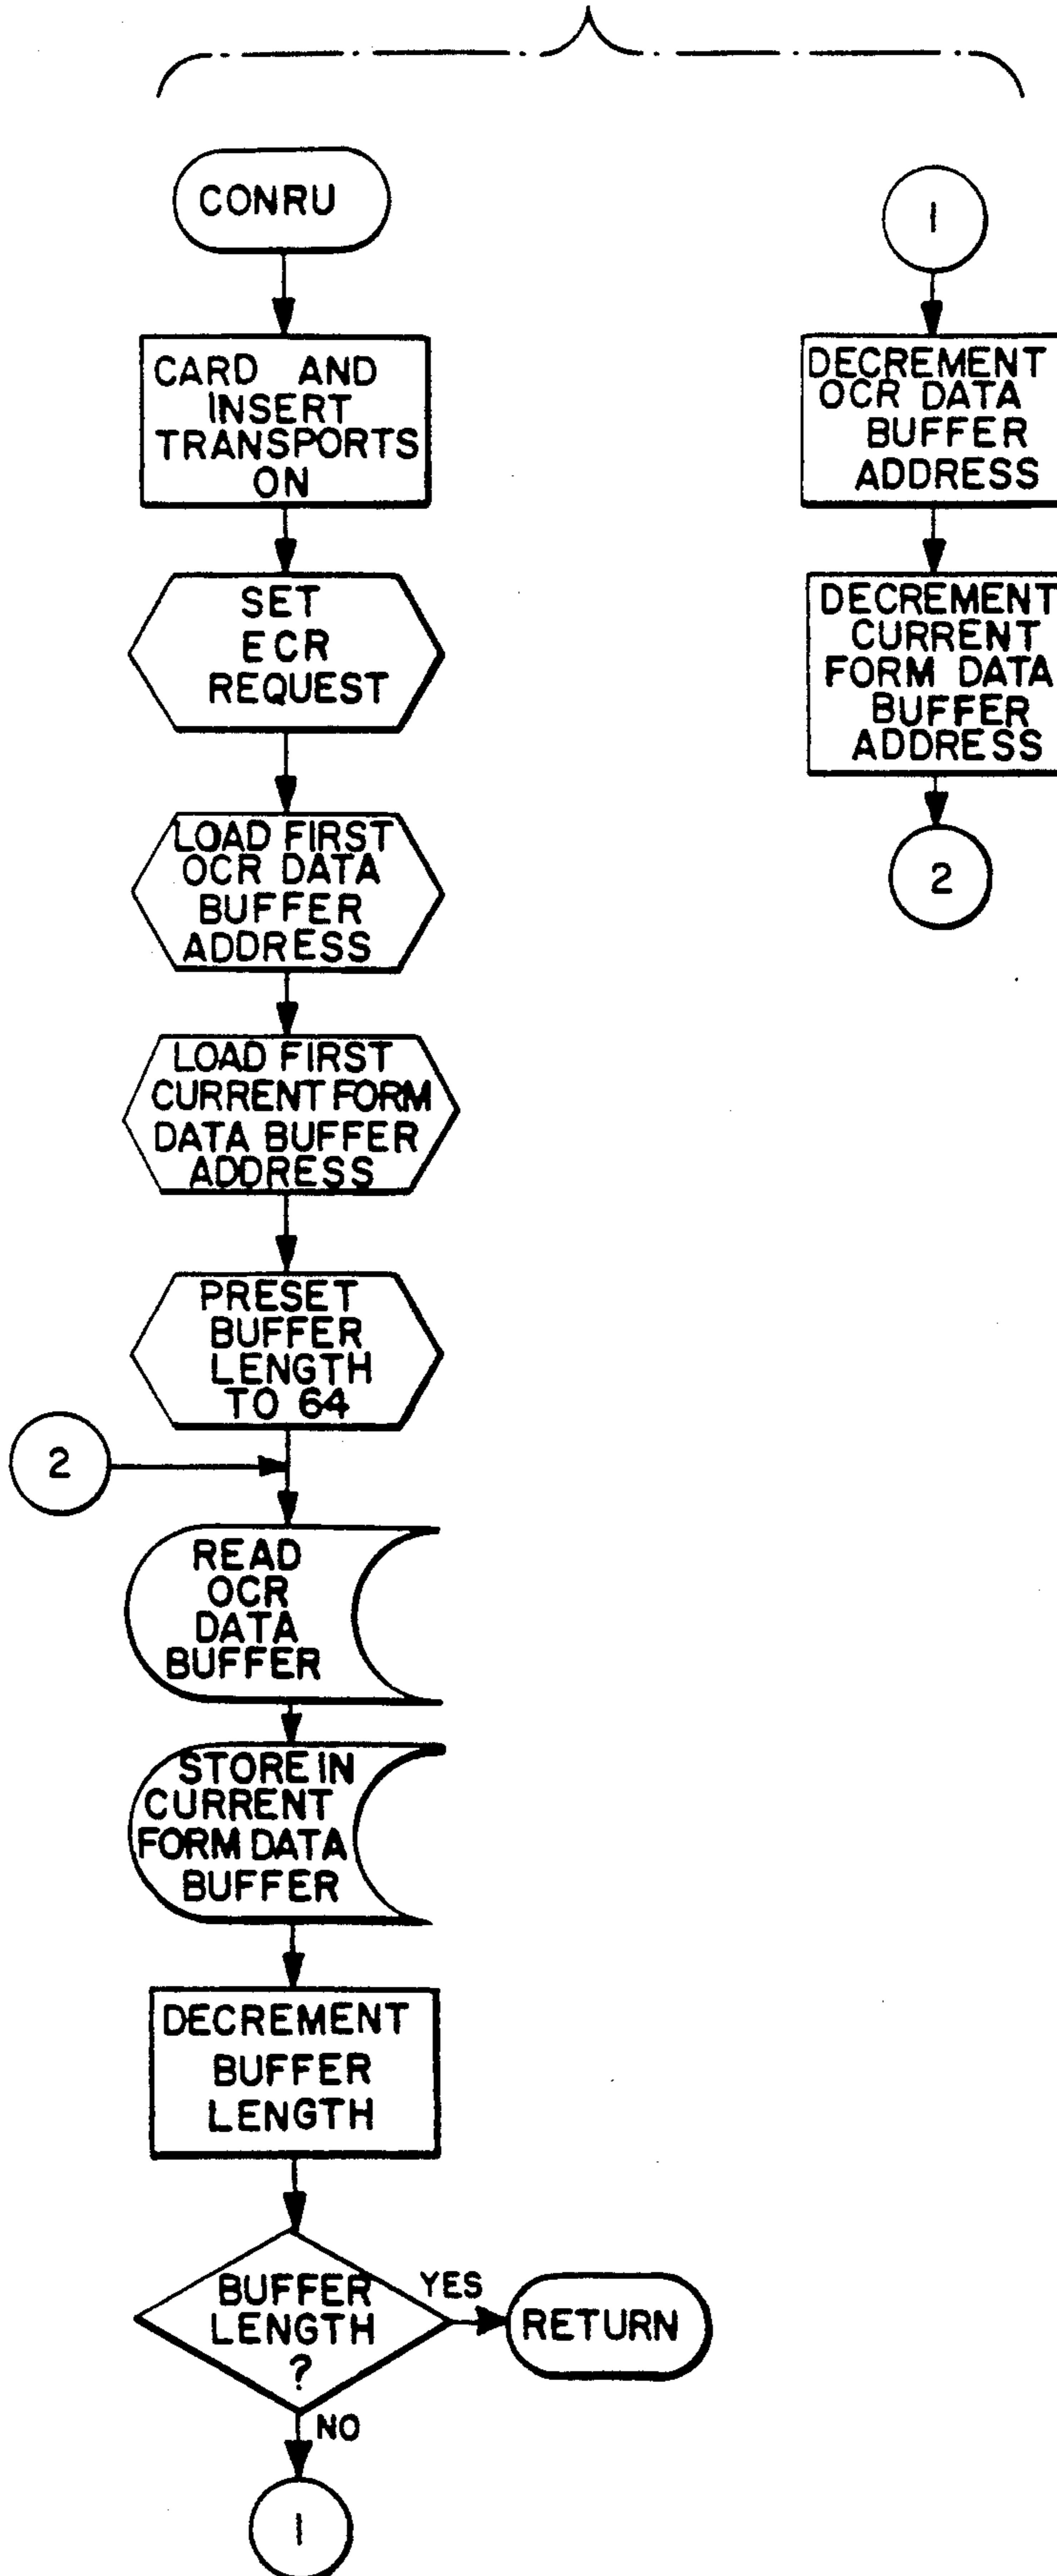 CONRU
CARD AND
INSERT
TRANSPORTS
ON
SET
ECR
REQUEST
LOAD FIRST
OCR DATA
BUFFER
ADDRESS
LOAD FIRST
CURRENT FORM
DATA BUFFER
ADDRESS
PRESET
BUFFER
LENGTH
TO 64
2
READ
OCR
DATA
BUFFER
STORE IN
CURRENT
FORM DATA
BUFFER
DECREMENT
BUFFER
LENGTH
BUFFER
LENGTH
?
YES
RETURN
NO
1
1
DECREMENT
OCR DATA
BUFFER
ADDRESS
DECREMENT
CURRENT
FORM DATA
BUFFER
ADDRESS
2